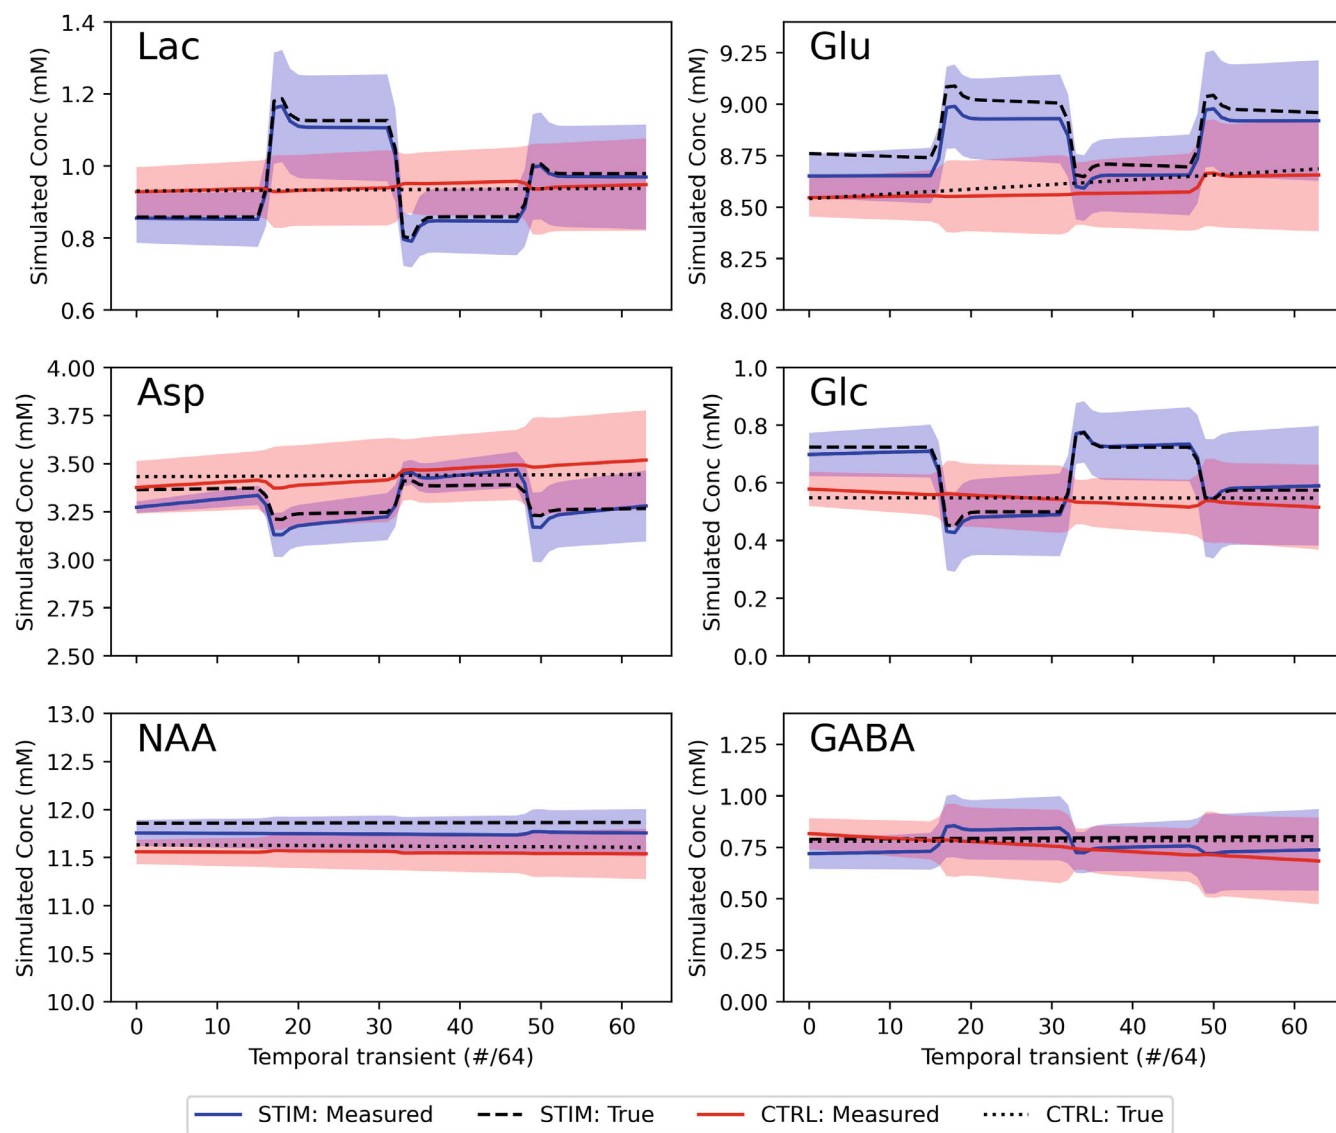 Lac
Simulated Conc (mM)
1.4
1.2
1.0
0.8
0.6
Glu
Simulated Conc (mM)
9.25
9.00
8.75
8.50
8.25
8.00
Asp
Simulated Conc (mM)
4.00
3.75
3.50
3.25
3.00
2.75
2.50
Glc
Simulated Conc (mM)
1.0
0.8
0.6
0.4
0.2
0.0
NAA
Simulated Conc (mM)
13.0
12.5
12.0
11.5
11.0
10.5
10.0
0 10 20 30 40 50 60
Temporal transient (#/64)
GABA
Simulated Conc (mM)
1.25
1.00
0.75
0.50
0.25
0.00
0 10 20 30 40 50 60
Temporal transient (#/64)
STIM: Measured STIM: True CTRL: Measured CTRL: True